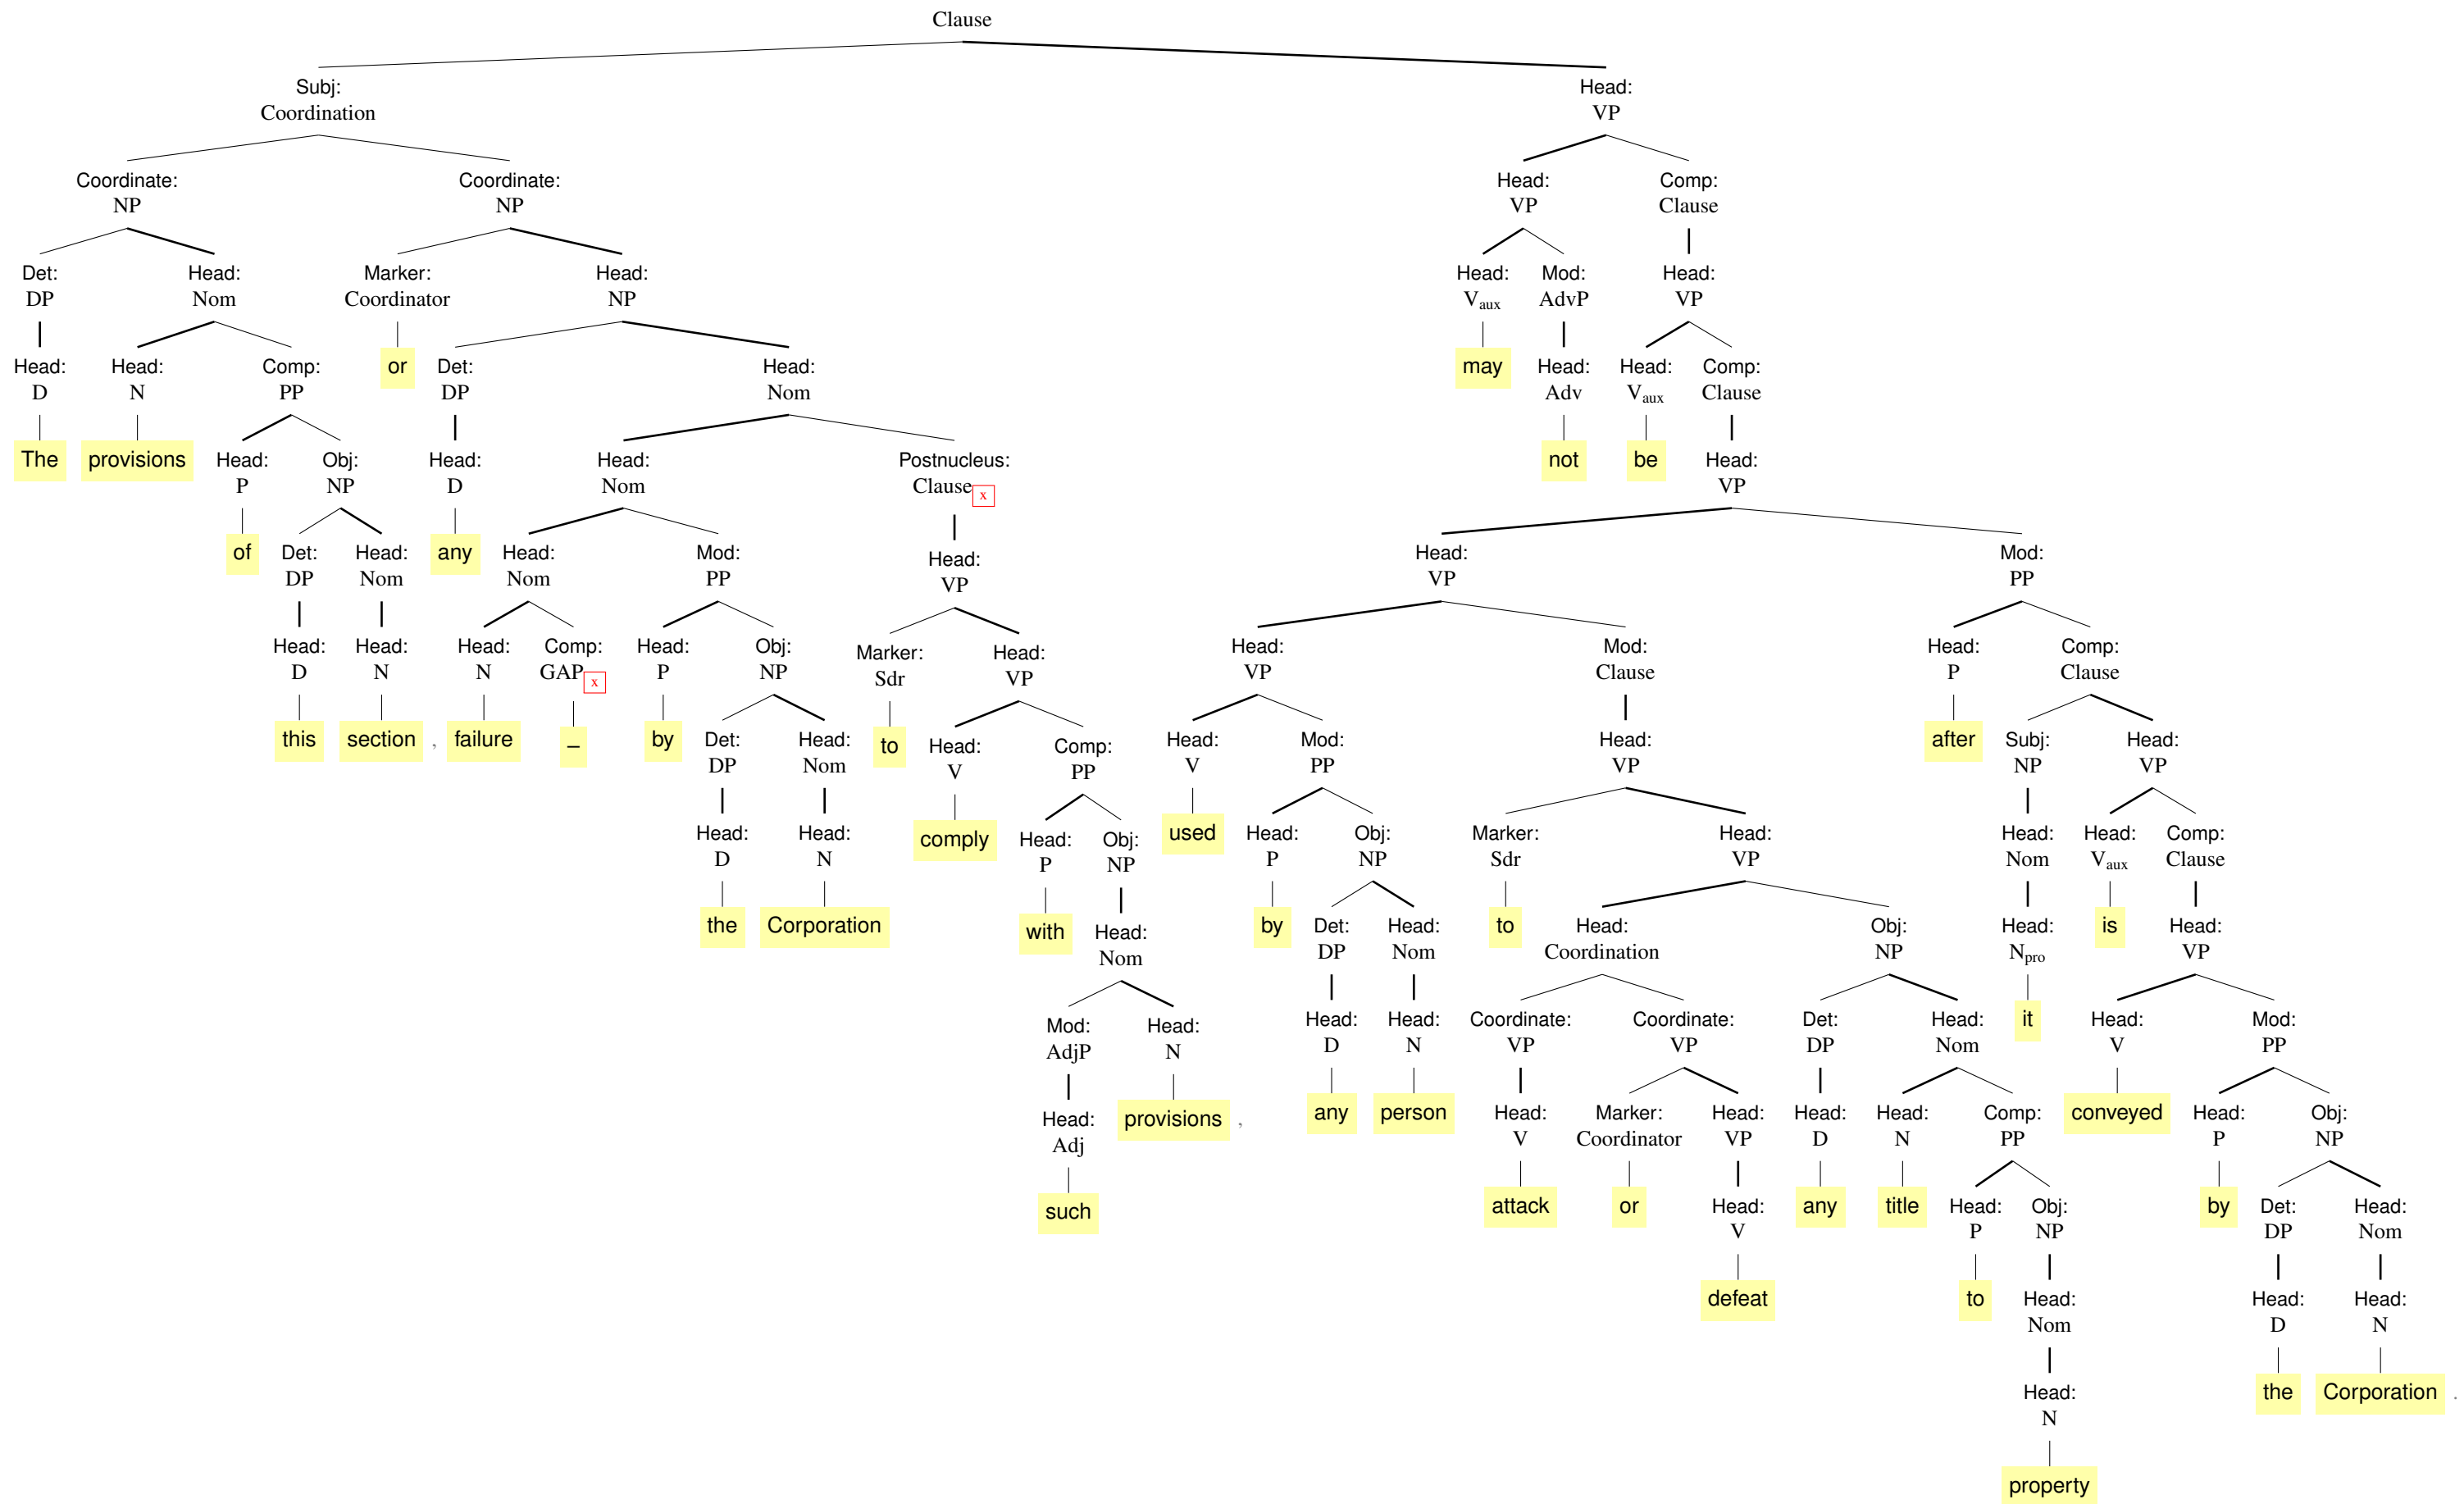 Clause
Subj: Head:
Coordination VP
Coordinate: Coordinate: Head: Comp:
NP NP VP Clause
Det: Head: Marker: Head: Head: Mod: Head:
DP Nom Coordinator NP Vaux AdvP VP
Head: Head: Comp: or Det: Head: may Head: Head: Comp:
D N PP DP Nom Adv Vaux Clause
The provisions Head: Obj: Head: Head: Postnucleus: not be Head:
P NP D Nom Clause x VP
of Det: Head: any Head: Mod: Head: Head: Mod:
DP Nom Nom PP VP VP PP
Head: Head: Head: Comp: Head: Obj: Marker: Head: Head: Mod: Head: Comp:
D N N GAP x P NP Sdr VP VP Clause P Clause
this section , failure – by Det: Head: to Head: Comp: Head: Mod: Head: after Subj: Head:
DP Nom V PP V PP VP NP VP
Head: Head: comply Head: Obj: used Head: Obj: Marker: Head: Head: Head: Comp:
D N P NP P NP Sdr VP Nom Vaux Clause
the Corporation with Head: by Det: Head: to Head: Obj: Head: is Head:
Nom DP Nom Coordination NP Npro VP
Mod: Head: Head: Head: Coordinate: Coordinate: Det: Head: it Head: Mod:
AdjP N D N VP VP DP Nom V PP
Head: provisions , any person Head: Marker: Head: Head: Head: Comp: conveyed Head: Obj:
Adj V Coordinator VP D N PP P NP
such attack or Head: any title Head: Obj: by Det: Head:
V P NP DP Nom
defeat to Head: Head: Head:
Nom D N
Head: the Corporation .
N
property